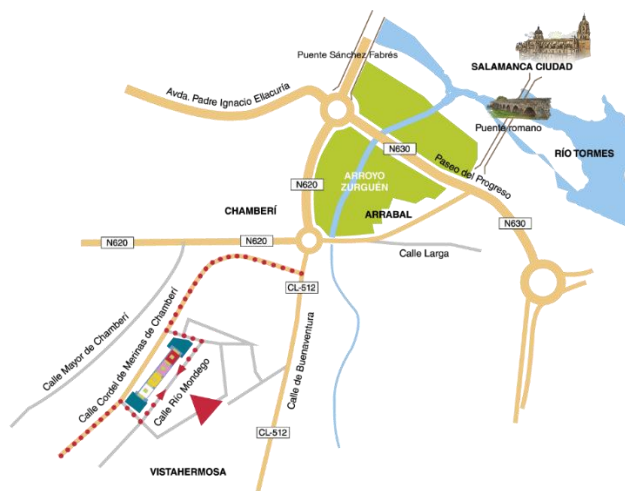 Puente Sánchez Fabrés
SALAMANCA CIUDAD
Avda. Padre Ignacio Ellacuría
Puente romano
N630
Paseo del Progreso
RÍO TORMES
ARROYO
ZURGUÉN
N620
CHAMBERÍ
ARRABAL
N630
N620
N620
Calle Larga
CL-512
Calle Mayor de Chamberí
Calle Cordel de Merinas de Chamberí
Calle Río Mondego
Calle de Buenaventura
CL-512
VISTAHERMOSA